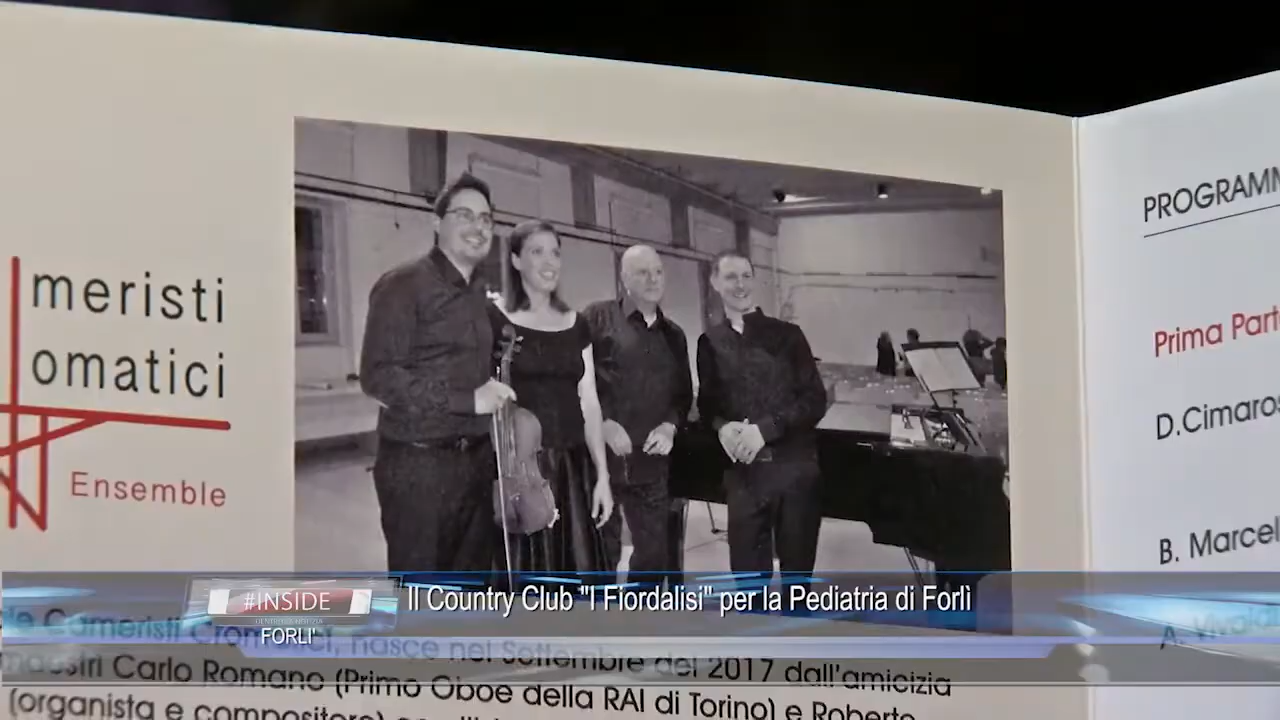 meristi
omatici
Ensemble
PROGRAMM
Prima Part
D.Cimaros
B. Marcel
A. Vivaldi
#INSIDE
FORLI'
Il Country Club "I Fiordalisi" per la Pediatria di Forlì
le Cameristi Cromatici, nasce nel Settembre del 2017 dall'amicizia
maestri Carlo Romano (Primo Oboe della RAI di Torino) e Roberto
(organista e compositore)